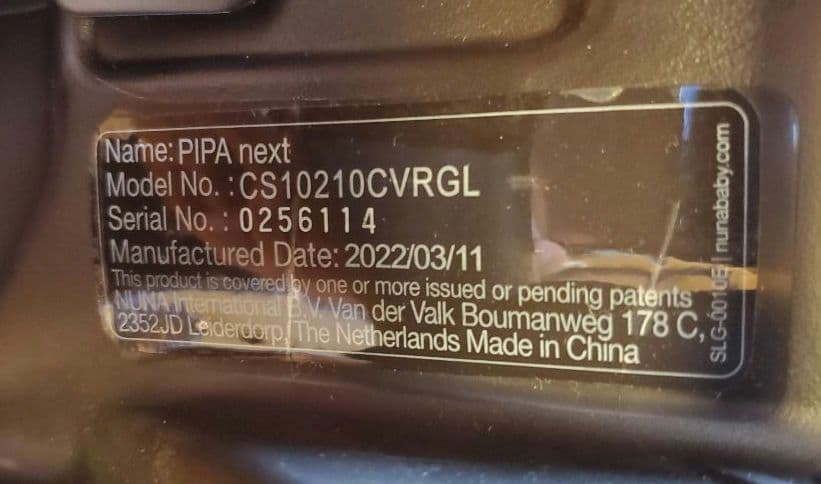 Name: PIPA next
Model No. : CS10210CVRGL
Serial No. : 0256114
Manufactured Date: 2022/03/11
This product is covered by one or more issued or pending patents
NUNA International B.V. Van der Valk Boumanweg 178 C,
2352JD Leiderdorp, The Netherlands Made in China
SLG-0010E | nunababy.com